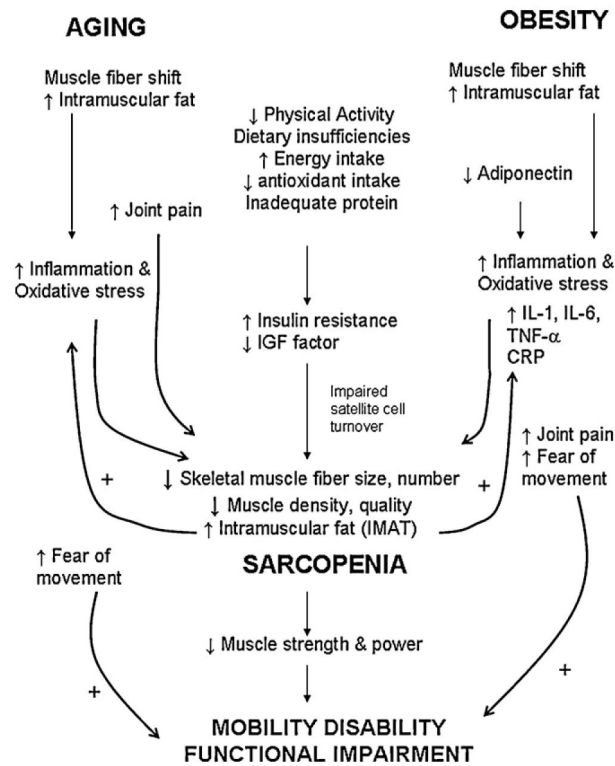 AGING
Muscle fiber shift
↑ Intramuscular fat
↑ Joint pain
↑ Inflammation &
Oxidative stress
↓ Physical Activity
Dietary insufficiencies
↑ Energy intake
↓ antioxidant intake
Inadequate protein
↑ Insulin resistance
↓ IGF factor
Impaired
satellite cell
turnover
OBESITY
Muscle fiber shift
↑ Intramuscular fat
↓ Adiponectin
↑ Inflammation &
Oxidative stress
↑ IL-1, IL-6,
TNF-α
CRP
↑ Joint pain
↑ Fear of
movement
+
↓ Skeletal muscle fiber size, number
+
↓ Muscle density, quality
↑ Intramuscular fat (IMAT)
SARCOPENIA
↑ Fear of
movement
↓ Muscle strength & power
+
+
MOBILITY DISABILITY
FUNCTIONAL IMPAIRMENT